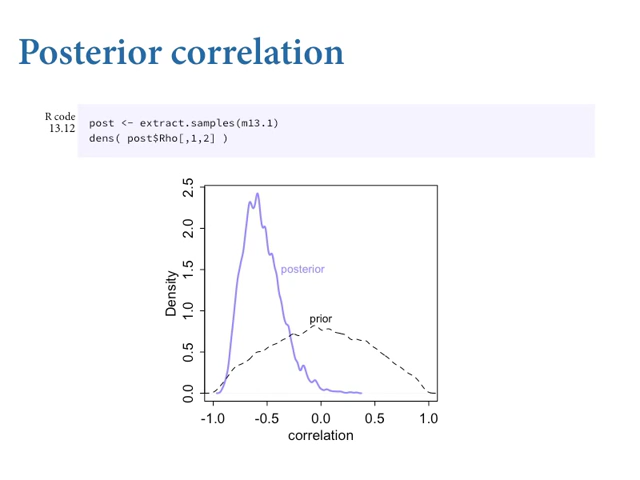 Posterior correlation
R code
13.12
post <- extract.samples(m13.1)
dens( post$Rho[,1,2] )
2.5
2.0
1.5
1.0
0.5
0.0
Density
posterior
prior
-1.0 -0.5 0.0 0.5 1.0
correlation